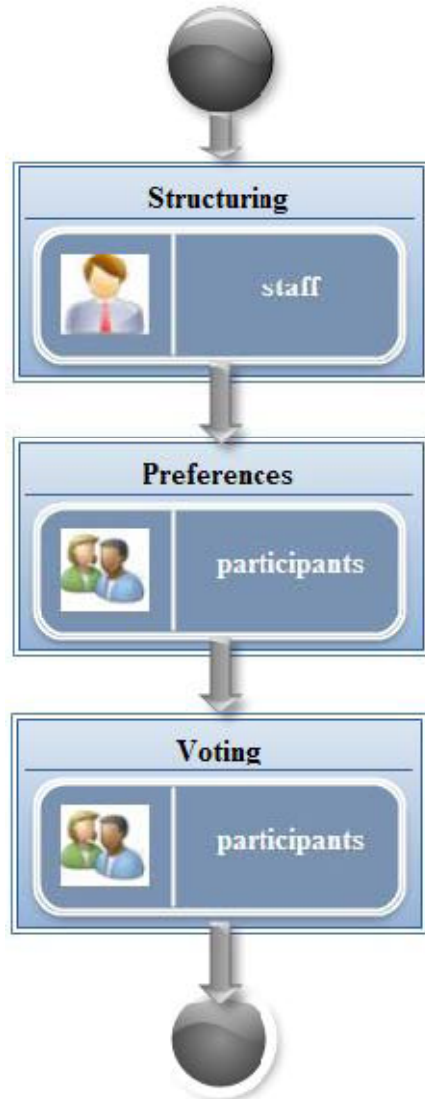 Structuring
staff
Preferences
participants
Voting
participants